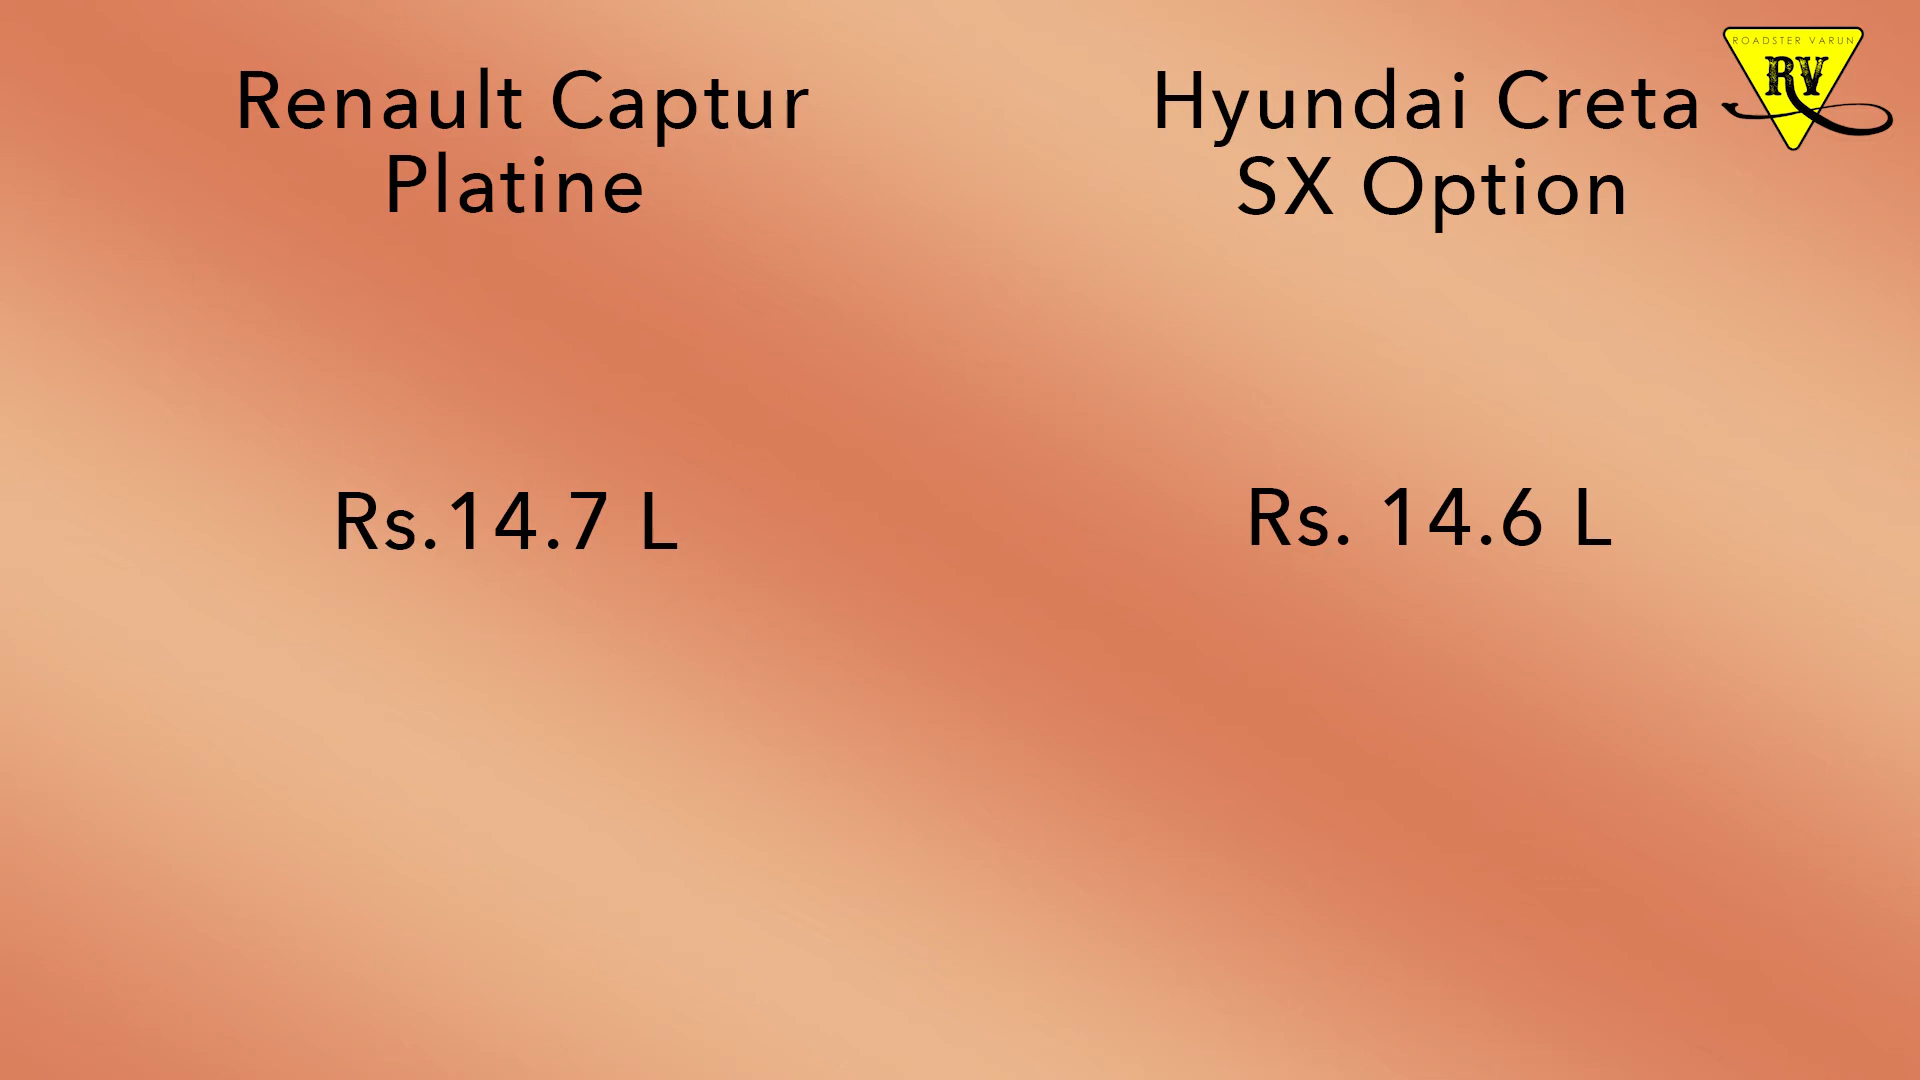 Renault Captur
Platine
Hyundai Creta
SX Option
ROADSTER VARUN
RV
Rs.14.7 L
Rs. 14.6 L